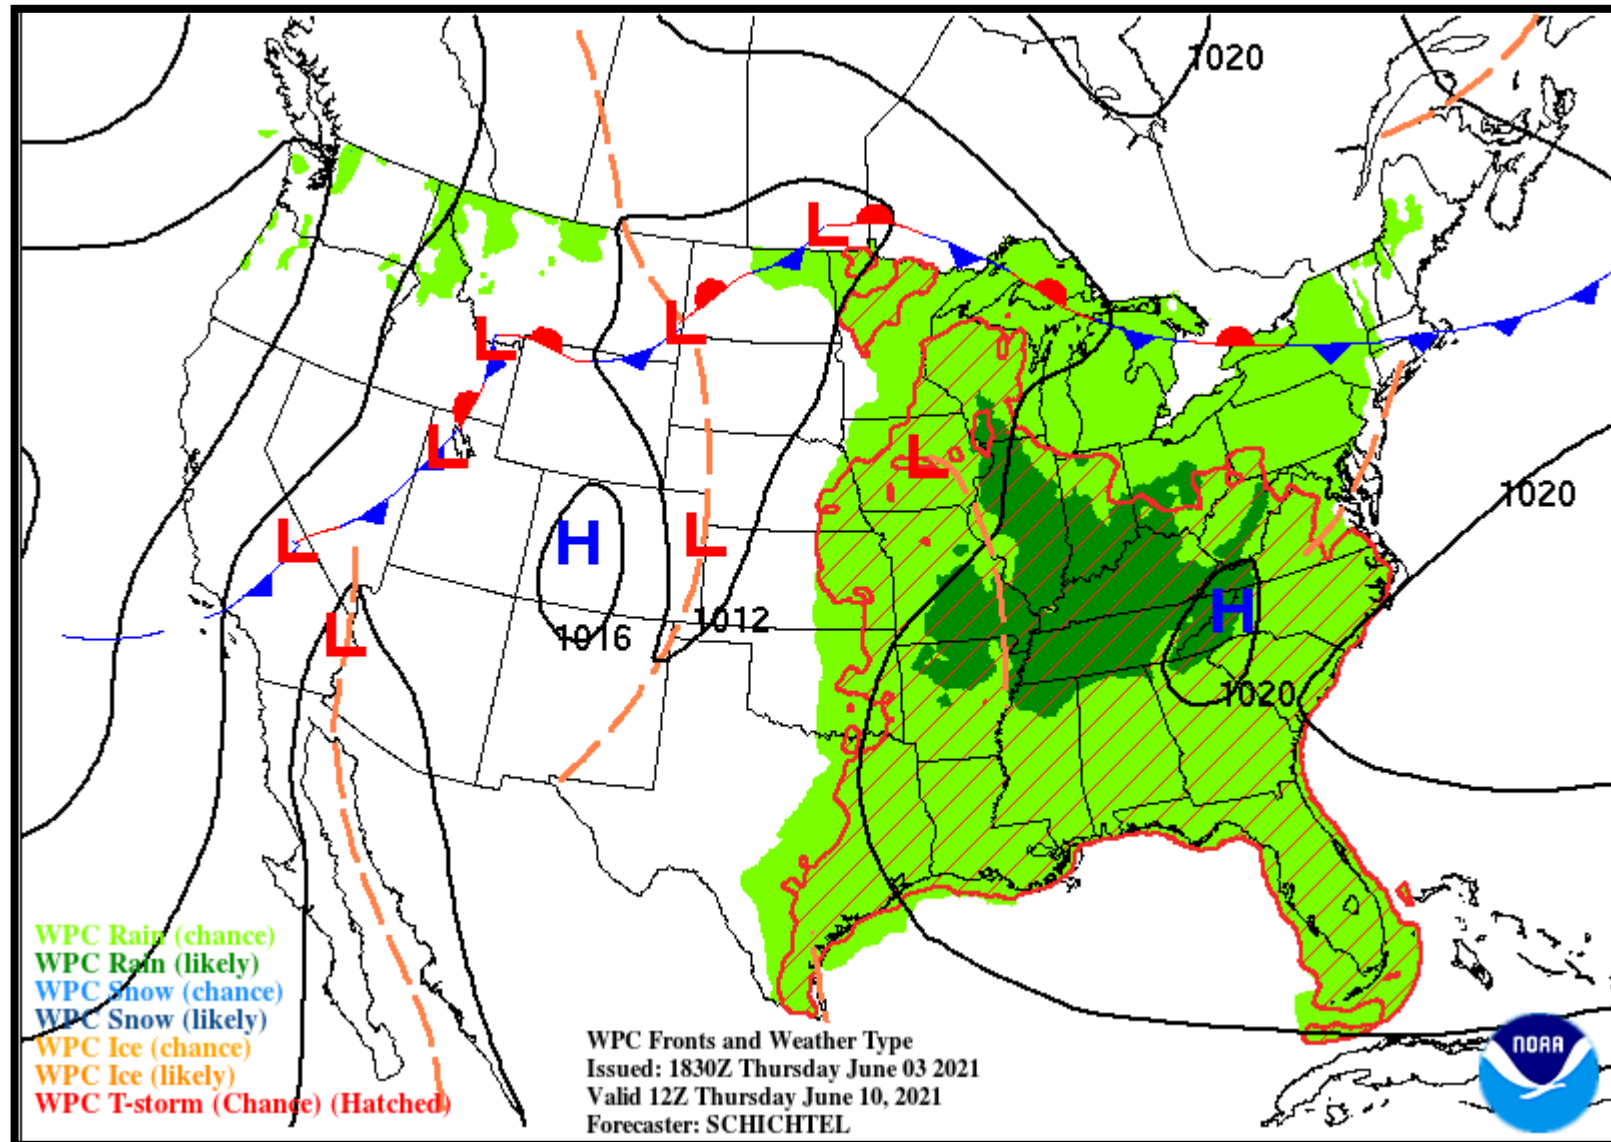 1020
L
L
L
L
L
L
1020
L
H
L
L
H
1016
1012
1020
WPC Rain (chance)
WPC Rain (likely)
WPC Snow (chance)
WPC Snow (likely)
WPC Ice (chance)
WPC Ice (likely)
WPC T-storm (Chance) (Hatched)
WPC Fronts and Weather Type
Issued: 1830Z Thursday June 03 2021
Valid 12Z Thursday June 10, 2021
Forecaster: SCHICHTEL
NOAA